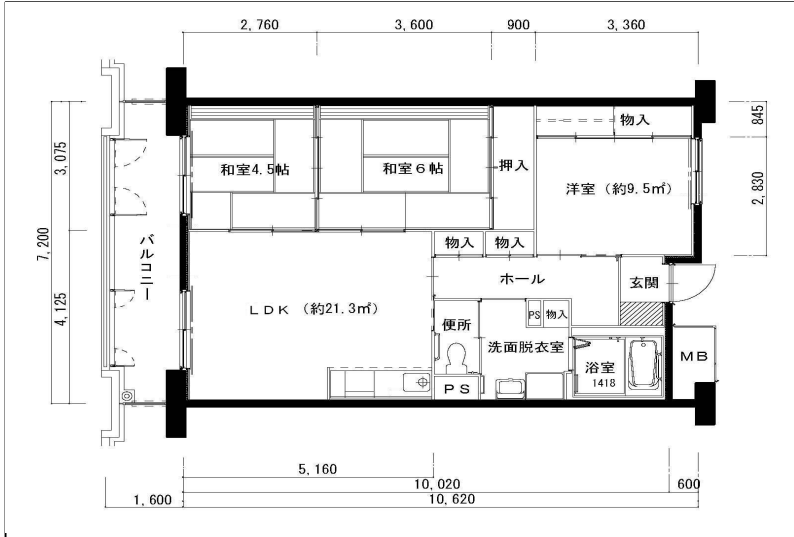 2,760
3,600
900
3,360
物入
845
3,075
和室4.5帖
和室6帖
押入
洋室(約9.5㎡)
2,830
7,200
バルコニー
物入
物入
ホール
玄関
4,125
LDK (約21.3㎡)
便所
PS
物入
洗面脱衣室
浴室
1418
MB
PS
5,160
10,020
600
1,600
10,620